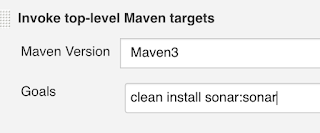 Invoke top-level Maven targets
Maven Version Maven3
Goals clean install sonar:sonar